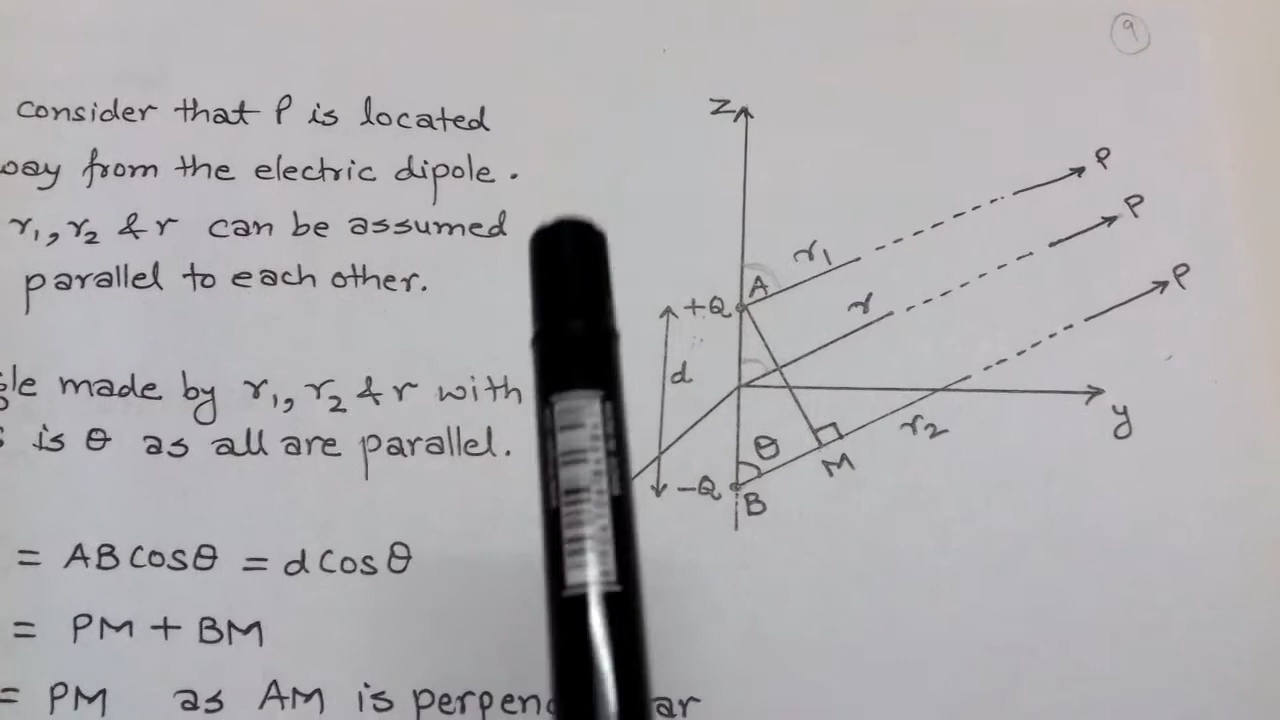 9
consider that P is located
from the electric dipole.
r1, r2 & r can be assumed
parallel to each other.
made by r1, r2 & r with
is θ as all are parallel.
= AB cosθ = d cosθ
= PM + BM
= PM as AM is
Z
P
P
P
r1
A
+Q
r
d
y
r2
θ
M
-Q
B